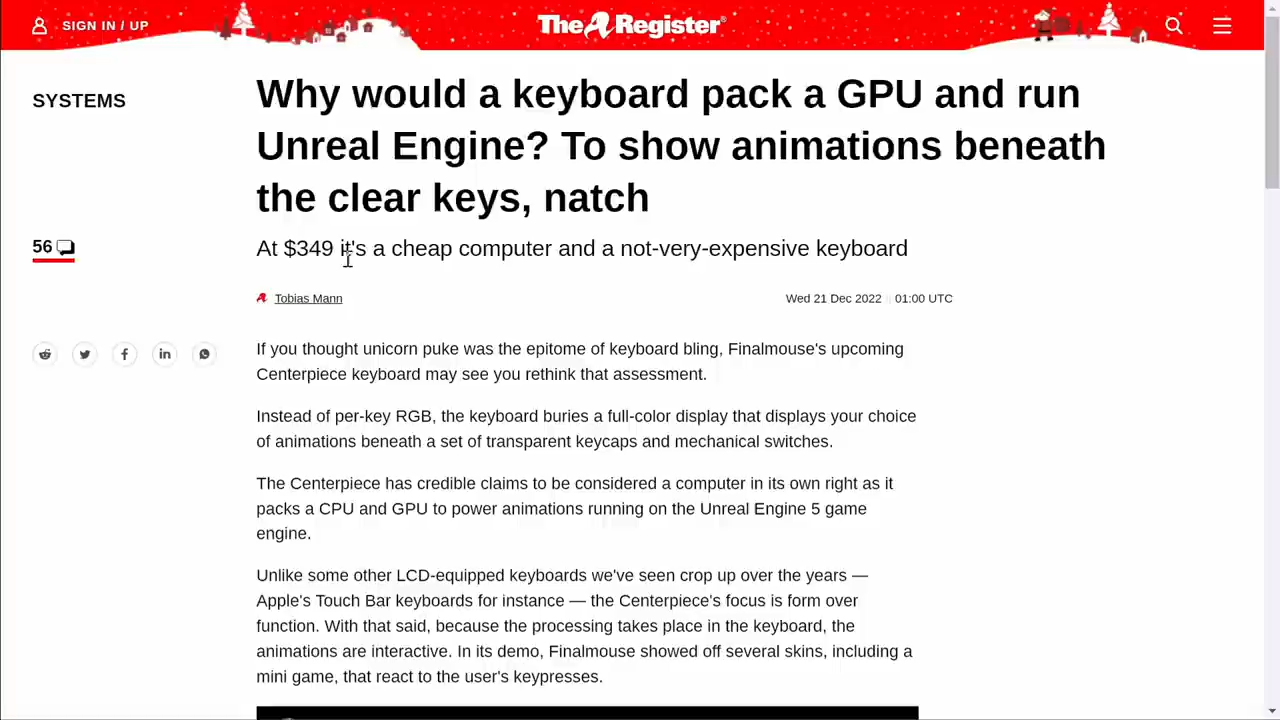 SIGN IN / UP
The Register®
SYSTEMS
Why would a keyboard pack a GPU and run
Unreal Engine? To show animations beneath
the clear keys, natch
56
At $349 it's a cheap computer and a not-very-expensive keyboard
Tobias Mann
Wed 21 Dec 2022 01:00 UTC
If you thought unicorn puke was the epitome of keyboard bling, Finalmouse's upcoming
Centerpiece keyboard may see you rethink that assessment.
Instead of per-key RGB, the keyboard buries a full-color display that displays your choice
of animations beneath a set of transparent keycaps and mechanical switches.
The Centerpiece has credible claims to be considered a computer in its own right as it
packs a CPU and GPU to power animations running on the Unreal Engine 5 game
engine.
Unlike some other LCD-equipped keyboards we've seen crop up over the years —
Apple's Touch Bar keyboards for instance — the Centerpiece's focus is form over
function. With that said, because the processing takes place in the keyboard, the
animations are interactive. In its demo, Finalmouse showed off several skins, including a
mini game, that react to the user's keypresses.